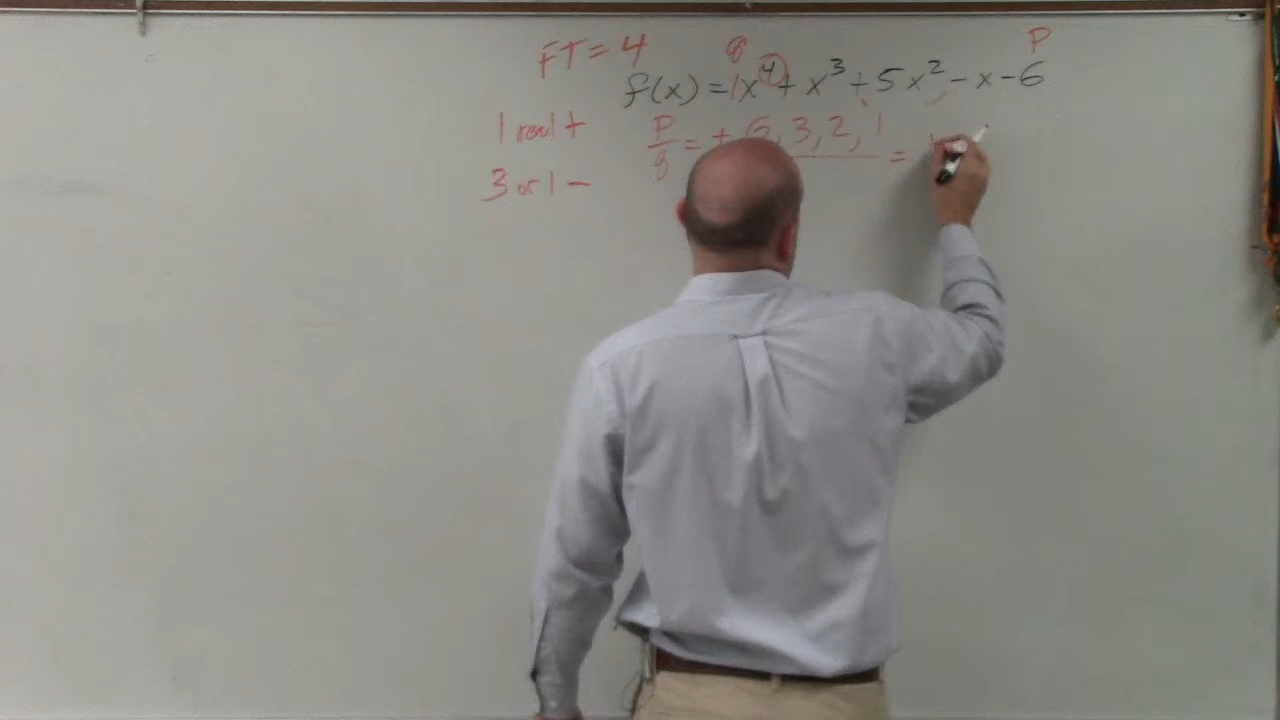 FT = 4
q P
f(x) = 1x⁴ + x³ + 5x² - x - 6
1 real +
P/q = ± 6, 3, 2, 1 =
3 or 1 -